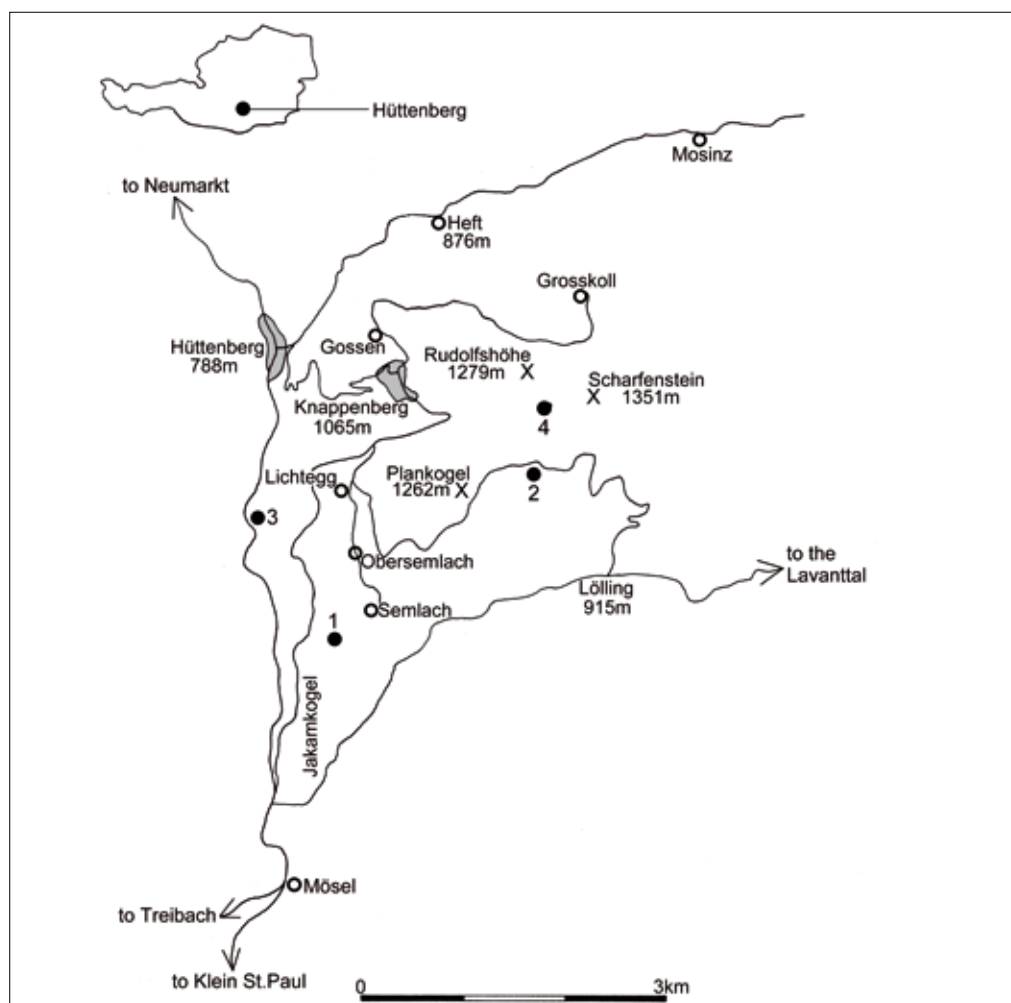 Hüttenberg
Mosinz
to Neumarkt
Heft
876m
Grosskoll
Gossen
Hüttenberg
788m
Rudolfshöhe
1279m X
Scharfenstein
X 1351m
Knappenberg
1065m
4
Lichtegg
Plankogel
1262m X
2
3
Obersemlach
to the
Lavanttal
Lölling
915m
Semlach
1
Jakamkogel
Mösel
to Treibach
to Klein St.Paul
0 3km